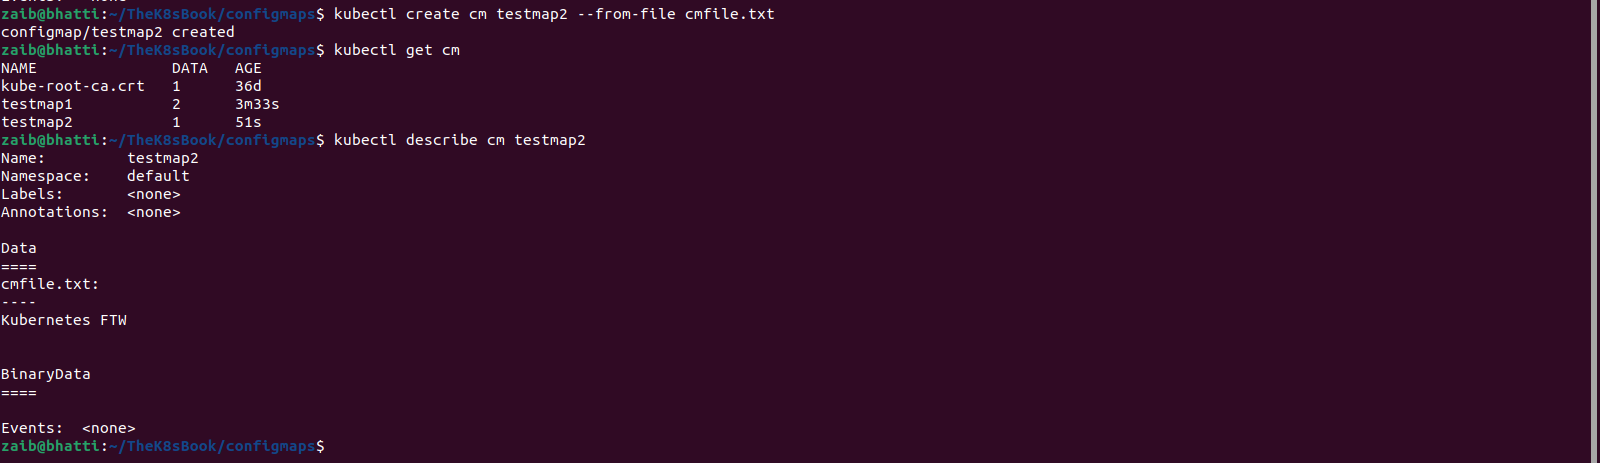 zaib@bhatti:~/TheK8sBook/configmaps$ kubectl create cm testmap2 --from-file cmfile.txt
configmap/testmap2 created
zaib@bhatti:~/TheK8sBook/configmaps$ kubectl get cm
NAME               DATA   AGE
kube-root-ca.crt   1      36d
testmap1           2      3m33s
testmap2           1      51s
zaib@bhatti:~/TheK8sBook/configmaps$ kubectl describe cm testmap2
Name:         testmap2
Namespace:    default
Labels:       <none>
Annotations:  <none>
Data
====
cmfile.txt:
----
Kubernetes FTW
BinaryData
====
Events:  <none>
zaib@bhatti:~/TheK8sBook/configmaps$